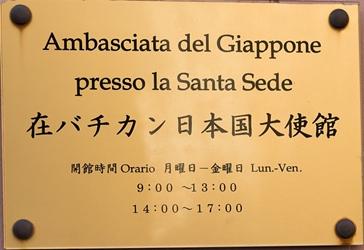 Ambasciata del Giappone
presso la Santa Sede
在バチカン日本国大使館
開館時間 Orario 月曜日－金曜日 Lun.-Ven.
9:00 ～13:00
14:00～17:00